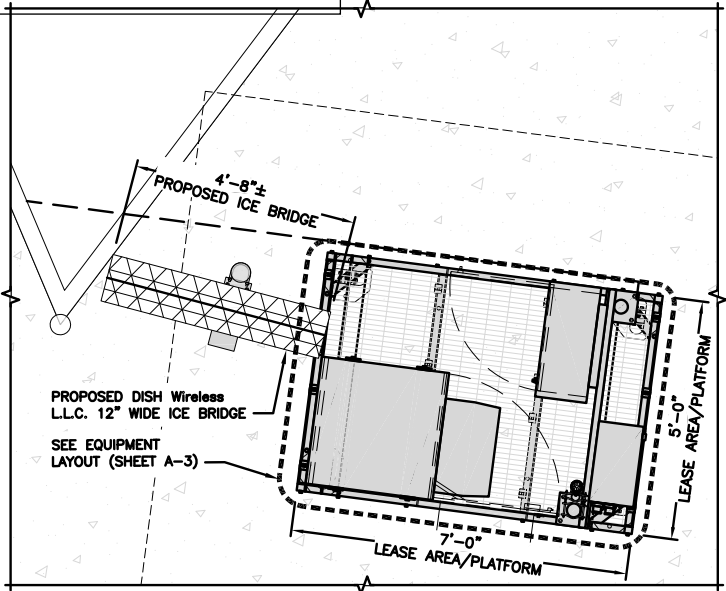 4'-8"±
PROPOSED ICE BRIDGE
PROPOSED DISH Wireless
L.L.C. 12" WIDE ICE BRIDGE
SEE EQUIPMENT
LAYOUT (SHEET A-3)
5'-0"
LEASE AREA/PLATFORM
7'-0"
LEASE AREA/PLATFORM